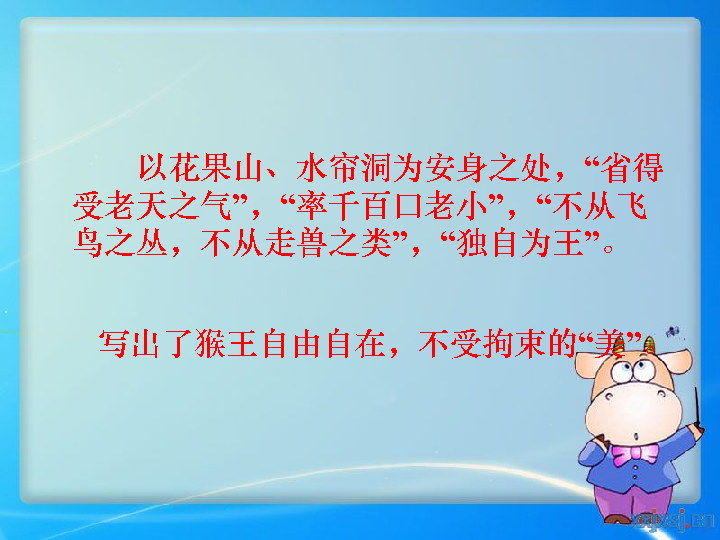 以花果山、水帘洞为安身之处，“省得
受老天之气”，“率千百口老小”，“不从飞
鸟之丛，不从走兽之类”，“独自为王”。
写出了猴王自由自在，不受拘束的“美”。